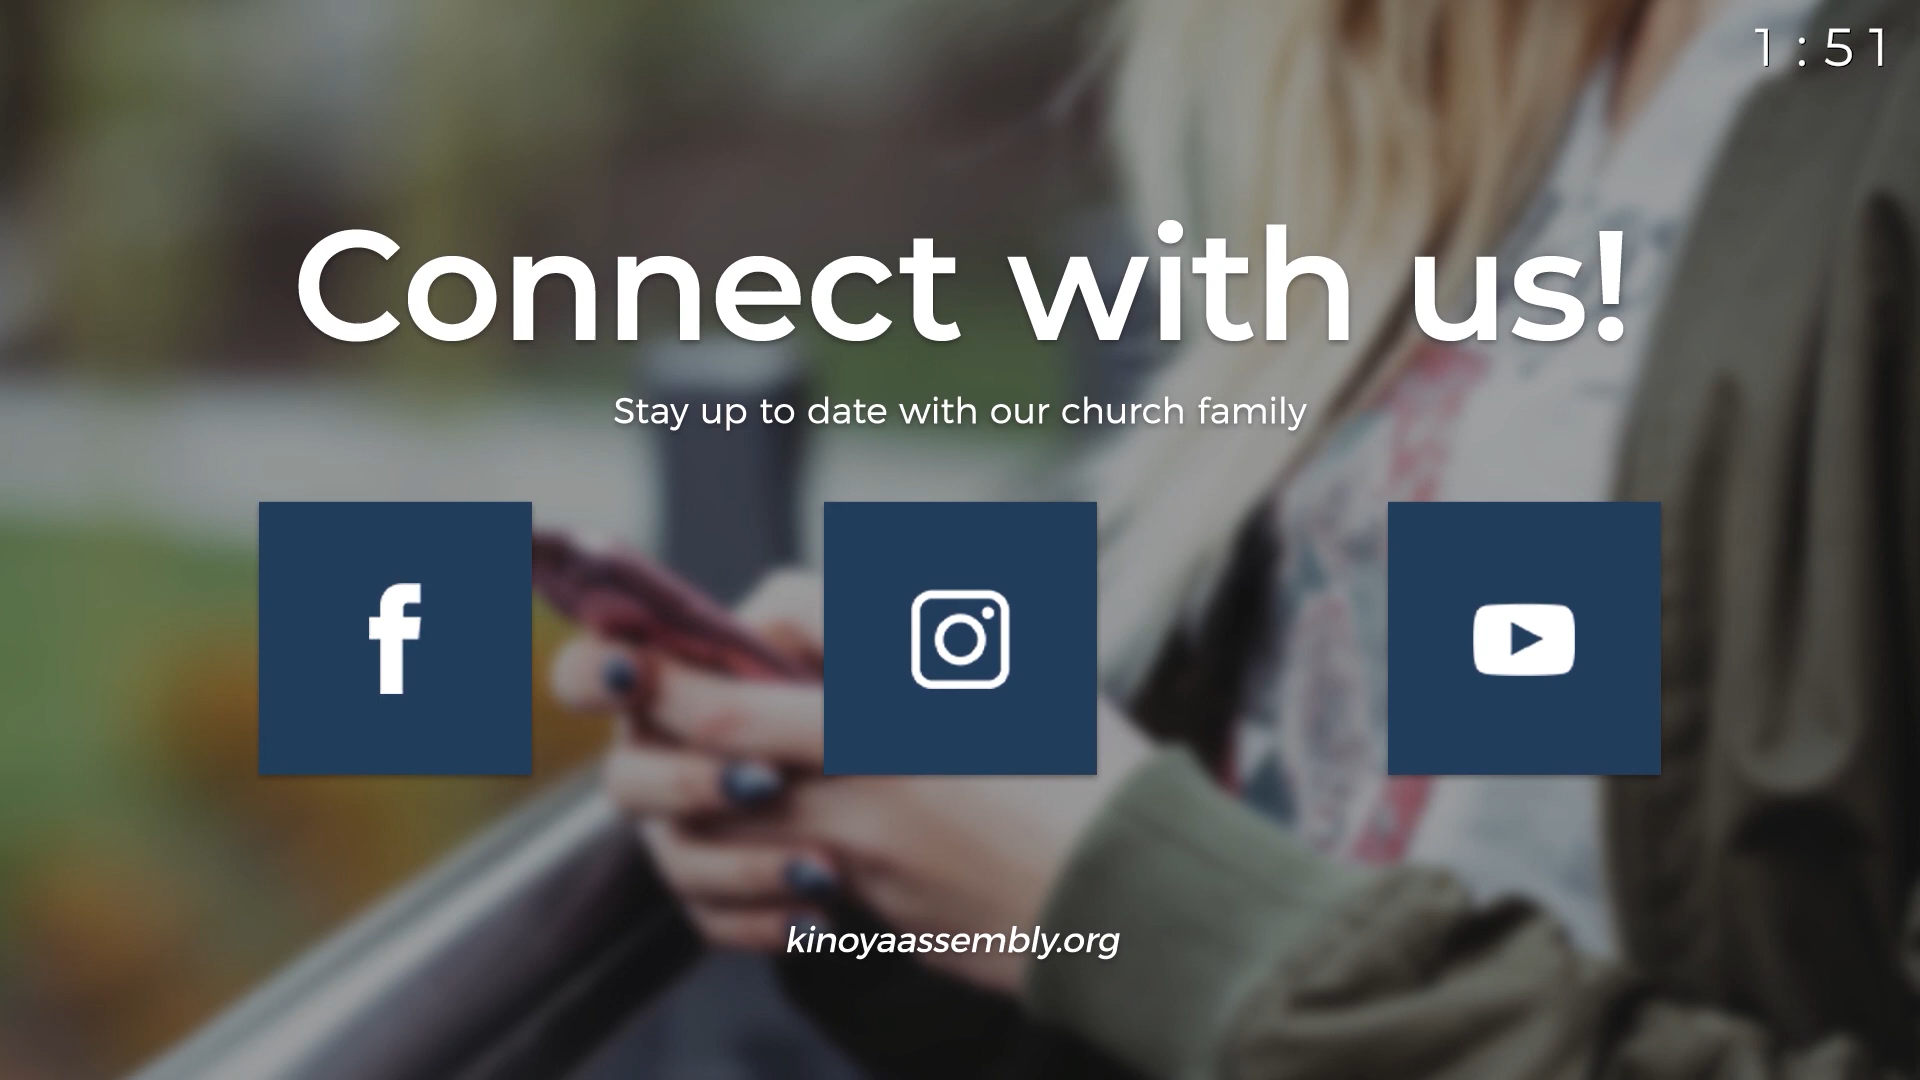 1:51
Connect with us!
Stay up to date with our church family
kinoyaassembly.org